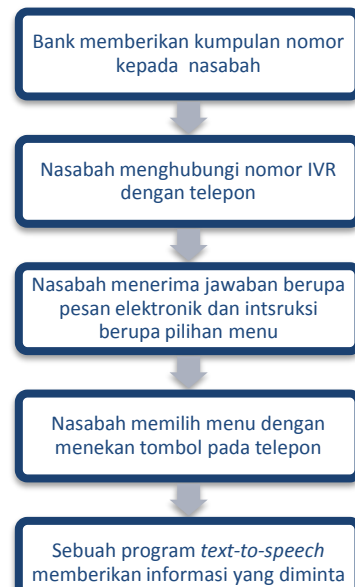 Bank memberikan kumpulan nomor
kepada nasabah
Nasabah menghubungi nomor IVR
dengan telepon
Nasabah menerima jawaban berupa
pesan elektronik dan intsruksi
berupa pilihan menu
Nasabah memilih menu dengan
menekan tombol pada telepon
Sebuah program text-to-speech
memberikan informasi yang diminta